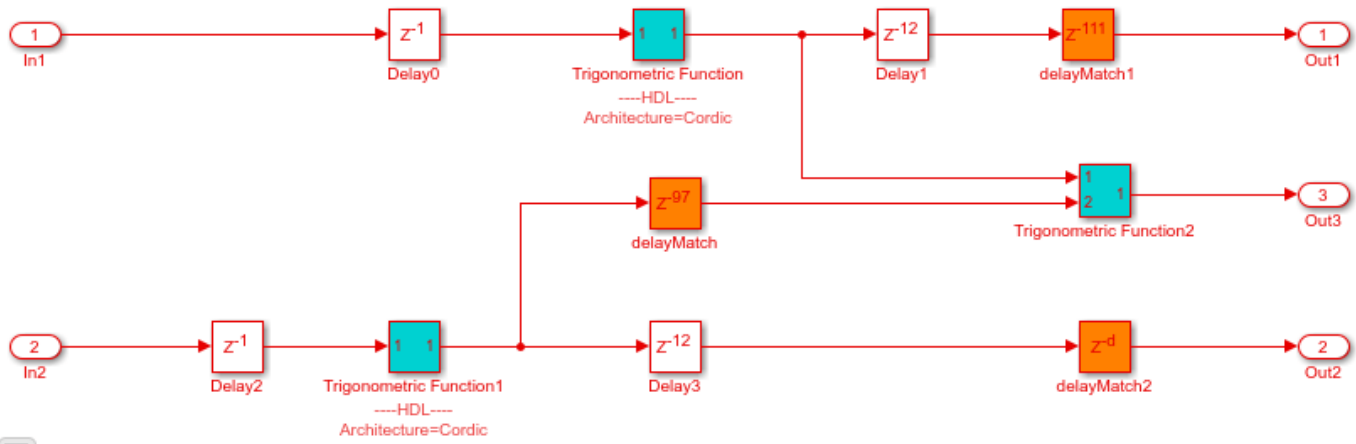 1
In1
z-1
Delay0
1 1
Trigonometric Function
----HDL----
Architecture=Cordic
z-12
Delay1
z-111
delayMatch1
1
Out1
z-97
delayMatch
1
2
1
Trigonometric Function2
3
Out3
2
In2
z-1
Delay2
1 1
Trigonometric Function1
----HDL----
Architecture=Cordic
z-12
Delay3
z-d
delayMatch2
2
Out2